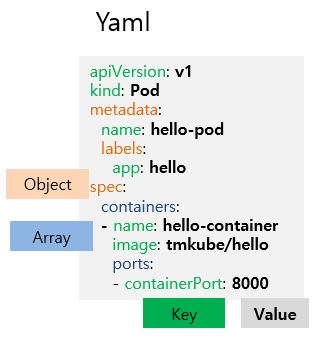 Yaml
apiVersion: v1
kind: Pod
metadata:
  name: hello-pod
  labels:
    app: hello
Object
spec:
  containers:
Array
  - name: hello-container
    image: tmkube/hello
    ports:
    - containerPort: 8000
Key
Value